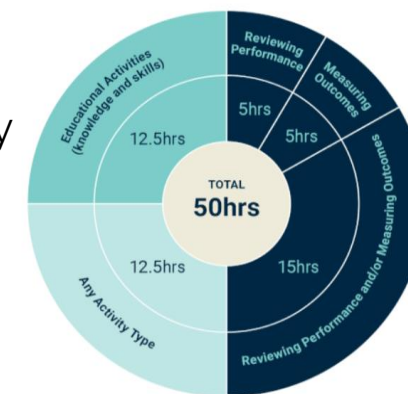 y
Educational Activities
(knowledge and skills)
12.5hrs
Reviewing
Performance
5hrs
Measuring
Outcomes
5hrs
TOTAL
50hrs
12.5hrs
Any Activity Type
15hrs
Reviewing Performance and/or Measuring Outcomes